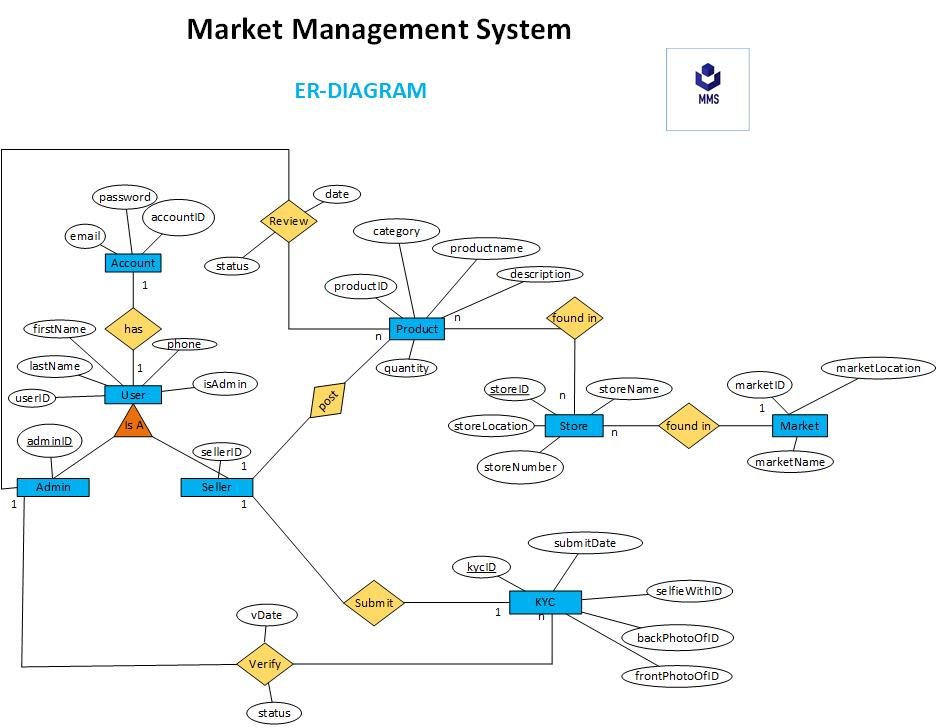 Market Management System
ER-DIAGRAM
MMS
password
accountID
email
Account
1
has
1
firstName
phone
lastName
isAdmin
userID
User
Is A
adminID
Admin
1
sellerID
1
Seller
1
date
Review
status
category
productname
description
productID
Product
n
n
quantity
post
found in
n
storeID
storeName
storeLocation
Store
n
storeNumber
found in
marketID
marketLocation
1
Market
marketName
submitDate
kycID
selfieWithID
Submit
1
KYC
n
backPhotoOfID
frontPhotoOfID
vDate
Verify
status